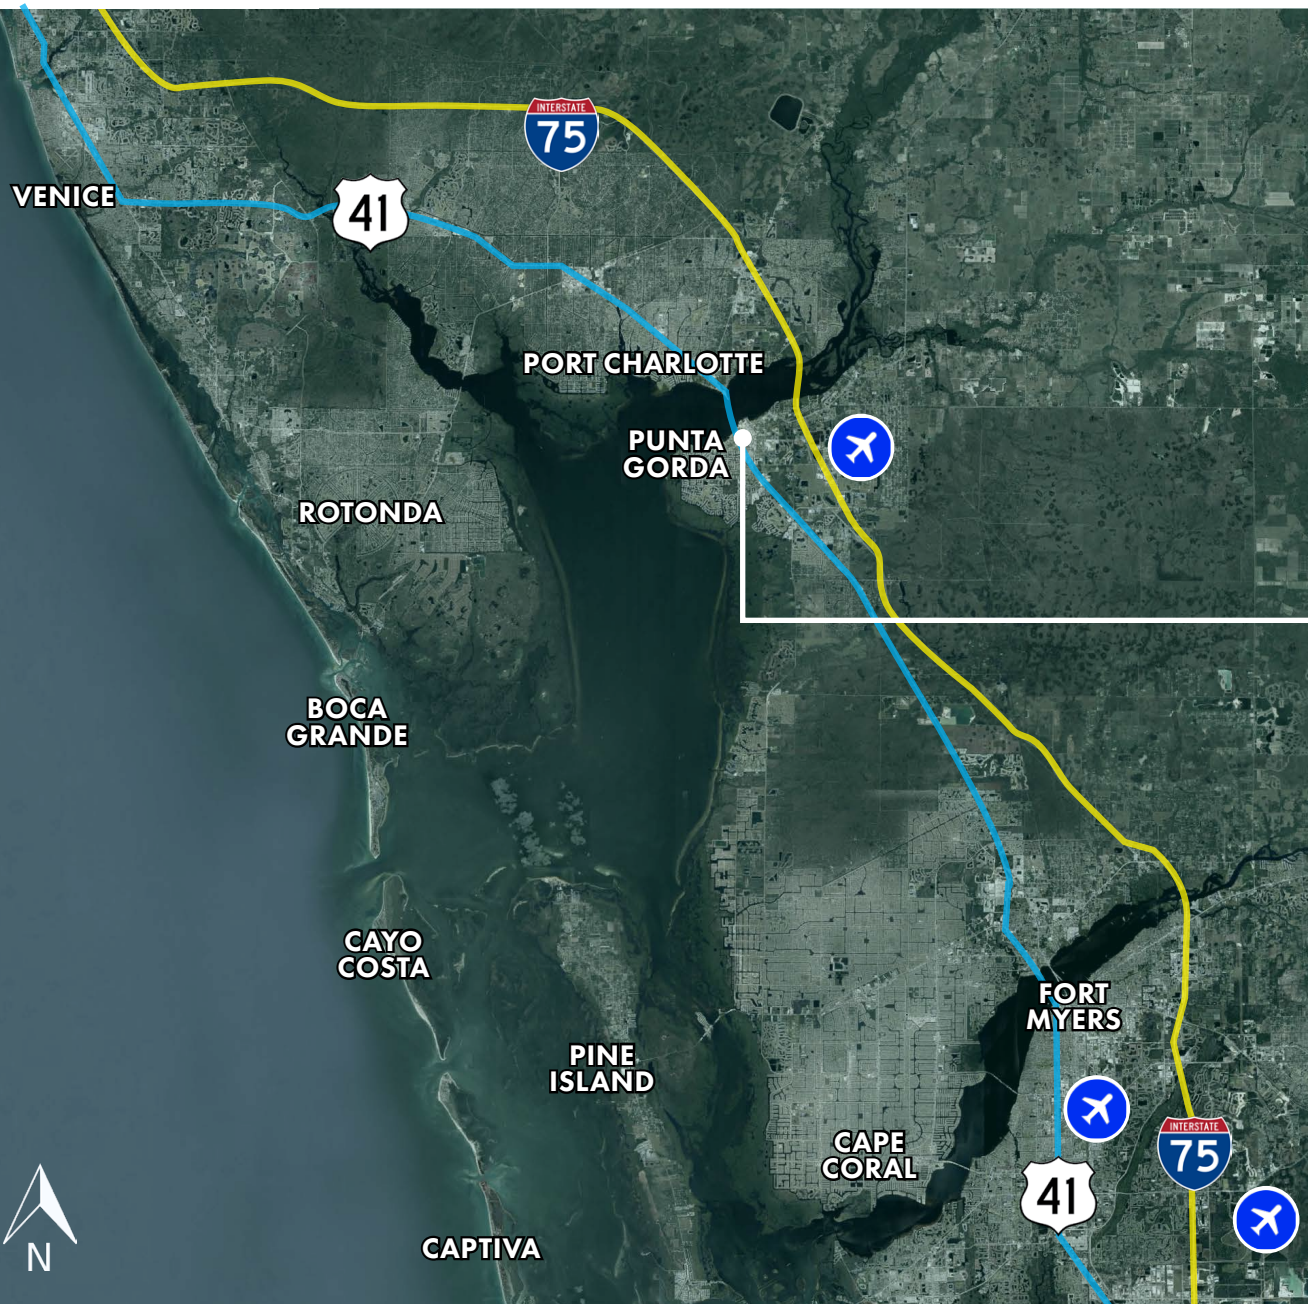 INTERSTATE
75
VENICE
41
PORT CHARLOTTE
PUNTA
GORDA
ROTONDA
BOCA
GRANDE
CAYO
COSTA
FORT
MYERS
PINE
ISLAND
INTERSTATE
75
CAPE
CORAL
41
CAPTIVA
N